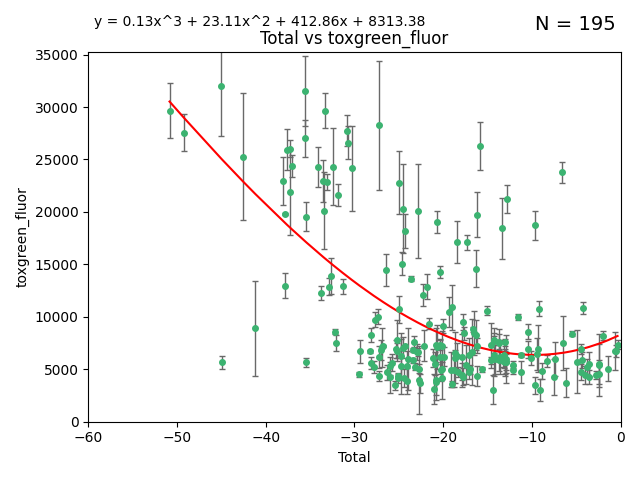 y = 0.13x^3 + 23.11x^2 + 412.86x + 8313.38
N = 195
Total vs toxgreen_fluor
35000
30000
25000
20000
15000
10000
5000
0
toxgreen_fluor
−60 −50 −40 −30 −20 −10 0
Total